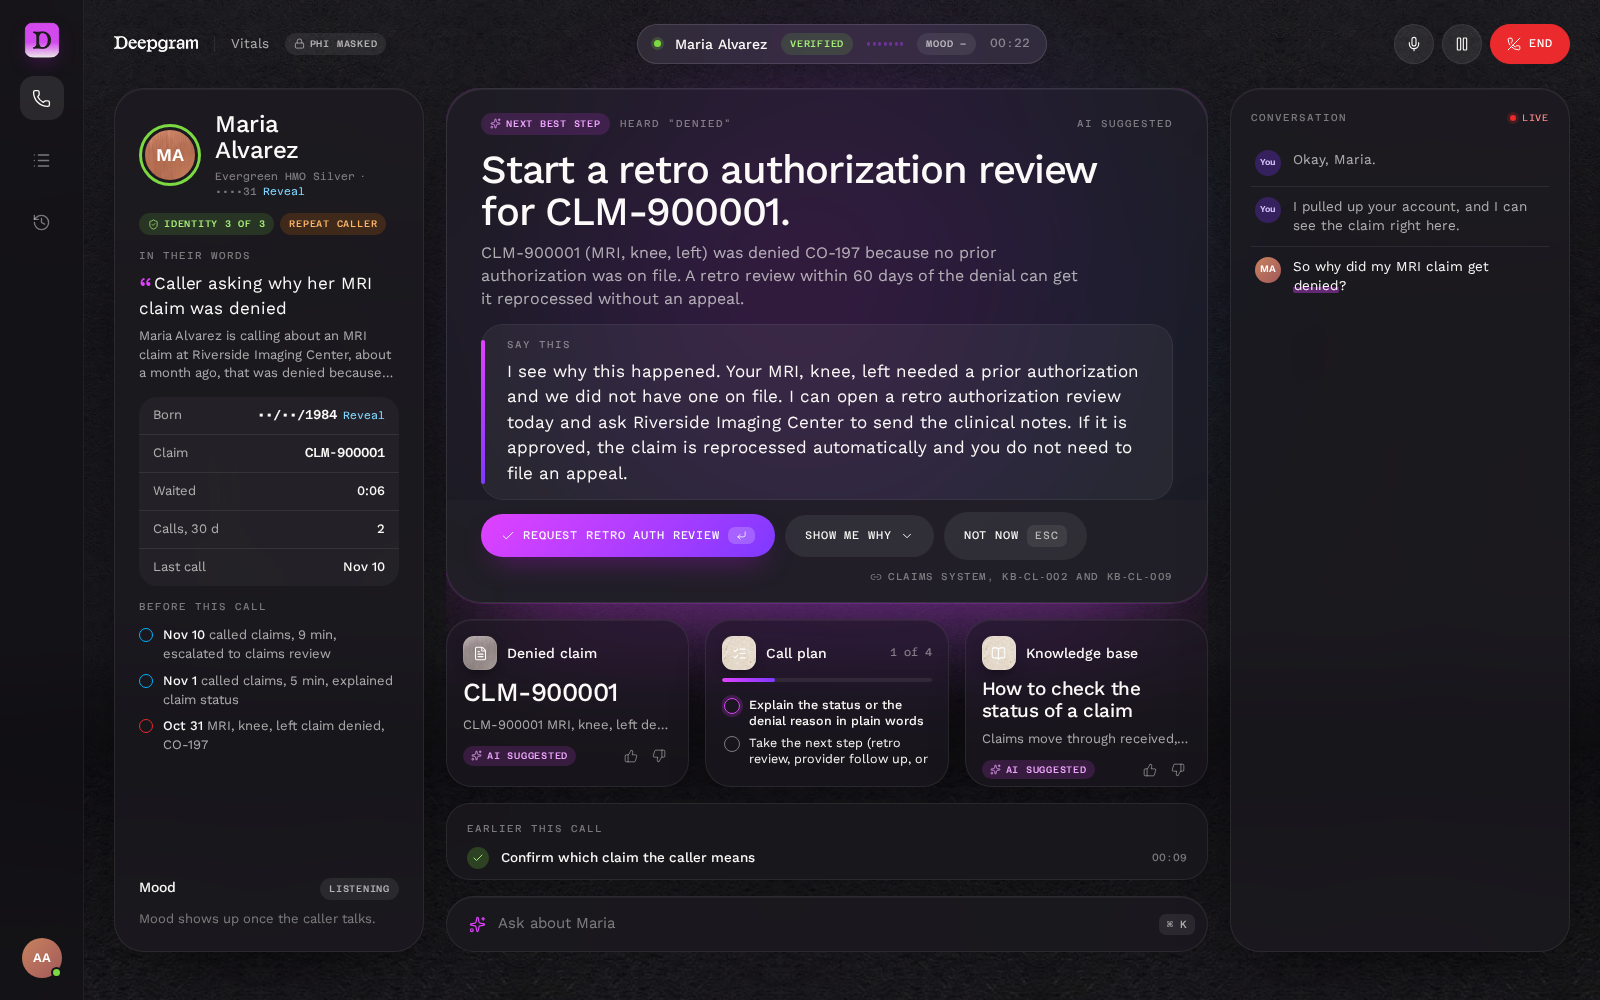 D
Deepgram
Vitals
PHI MASKED
Maria Alvarez
VERIFIED
MOOD –
00:22
END
MA
Maria
Alvarez
Evergreen HMO Silver ·
••••31 Reveal
IDENTITY 3 OF 3
REPEAT CALLER
IN THEIR WORDS
“Caller asking why her MRI
claim was denied
Maria Alvarez is calling about an MRI
claim at Riverside Imaging Center, about
a month ago, that was denied because…
Born ••/••/1984 Reveal
Claim CLM-900001
Waited 0:06
Calls, 30 d 2
Last call Nov 10
BEFORE THIS CALL
Nov 10 called claims, 9 min,
escalated to claims review
Nov 1 called claims, 5 min, explained
claim status
Oct 31 MRI, knee, left claim denied,
CO-197
Mood LISTENING
Mood shows up once the caller talks.
AA
NEXT BEST STEP
HEARD "DENIED"
AI SUGGESTED
Start a retro authorization review
for CLM-900001.
CLM-900001 (MRI, knee, left) was denied CO-197 because no prior
authorization was on file. A retro review within 60 days of the denial can get
it reprocessed without an appeal.
SAY THIS
I see why this happened. Your MRI, knee, left needed a prior authorization
and we did not have one on file. I can open a retro authorization review
today and ask Riverside Imaging Center to send the clinical notes. If it is
approved, the claim is reprocessed automatically and you do not need to
file an appeal.
REQUEST RETRO AUTH REVIEW
SHOW ME WHY
NOT NOW ESC
CLAIMS SYSTEM, KB-CL-002 AND KB-CL-009
Denied claim
CLM-900001
CLM-900001 MRI, knee, left de…
AI SUGGESTED
Call plan 1 of 4
Explain the status or the
denial reason in plain words
Take the next step (retro
review, provider follow up, or
Knowledge base
How to check the
status of a claim
Claims move through received,…
AI SUGGESTED
EARLIER THIS CALL
Confirm which claim the caller means 00:09
Ask about Maria ⌘ K
CONVERSATION LIVE
You Okay, Maria.
You I pulled up your account, and I can
see the claim right here.
MA So why did my MRI claim get
denied?